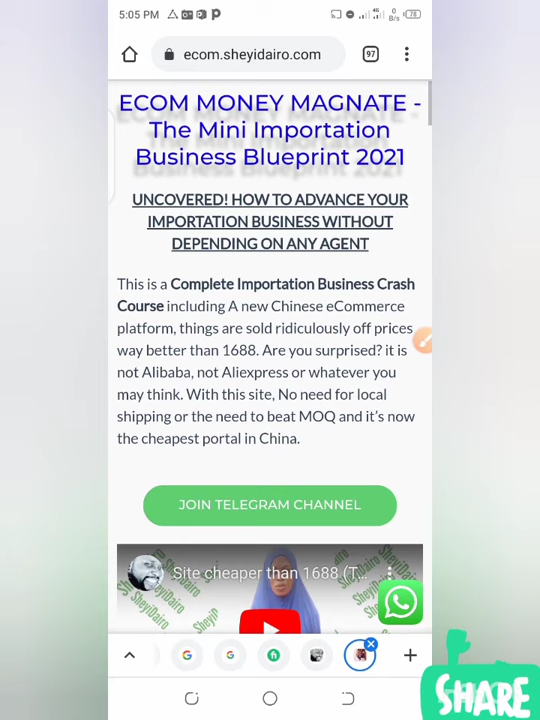 5:05 PM
4G
0
B/s
78
ecom.sheyidairo.com
97
ECOM MONEY MAGNATE -
The Mini Importation
Business Blueprint 2021
UNCOVERED! HOW TO ADVANCE YOUR
IMPORTATION BUSINESS WITHOUT
DEPENDING ON ANY AGENT
This is a Complete Importation Business Crash
Course including A new Chinese eCommerce
platform, things are sold ridiculously off prices
way better than 1688. Are you surprised? it is
not Alibaba, not Aliexpress or whatever you
may think. With this site, No need for local
shipping or the need to beat MOQ and it's now
the cheapest portal in China.
JOIN TELEGRAM CHANNEL
Site cheaper than 1688 (T...
SheyiDairo
SHARE